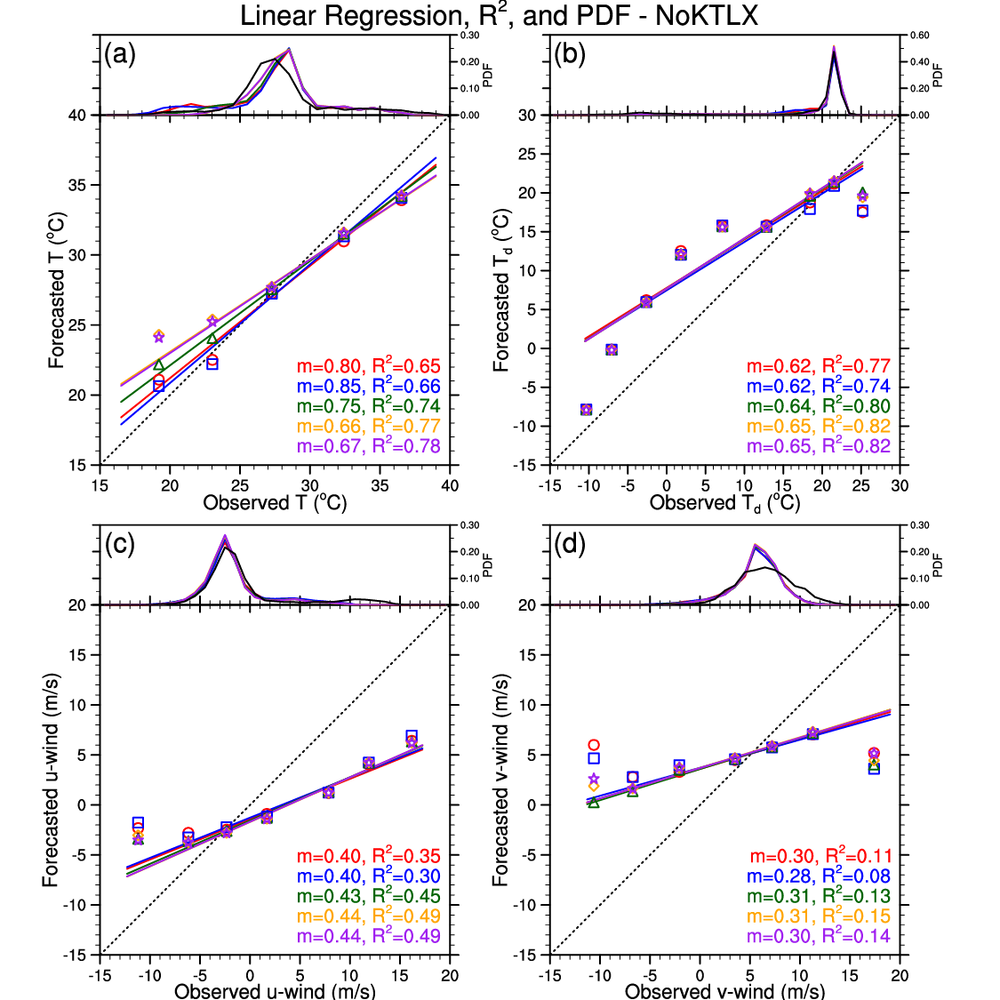 Linear Regression, R², and PDF - NoKTLX
(a)
0.30
0.20
0.10
0.00
PDF
40
35
30
25
20
15
Forecasted T (°C)
m=0.80, R²=0.65
m=0.85, R²=0.66
m=0.75, R²=0.74
m=0.66, R²=0.77
m=0.67, R²=0.78
15 20 25 30 35 40
Observed T (°C)
(b)
0.60
0.40
0.20
0.00
PDF
30
25
20
15
10
5
0
-5
-10
-15
Forecasted T_d (°C)
m=0.62, R²=0.77
m=0.62, R²=0.74
m=0.64, R²=0.80
m=0.65, R²=0.82
m=0.65, R²=0.82
-15 -10 -5 0 5 10 15 20 25 30
Observed T_d (°C)
(c)
0.30
0.20
0.10
0.00
PDF
20
15
10
5
0
-5
-10
-15
Forecasted u-wind (m/s)
m=0.40, R²=0.35
m=0.40, R²=0.30
m=0.43, R²=0.45
m=0.44, R²=0.49
m=0.44, R²=0.49
-15 -10 -5 0 5 10 15 20
Observed u-wind (m/s)
(d)
0.30
0.20
0.10
0.00
PDF
20
15
10
5
0
-5
-10
-15
Forecasted v-wind (m/s)
m=0.30, R²=0.11
m=0.28, R²=0.08
m=0.31, R²=0.13
m=0.31, R²=0.15
m=0.30, R²=0.14
-15 -10 -5 0 5 10 15 20
Observed v-wind (m/s)